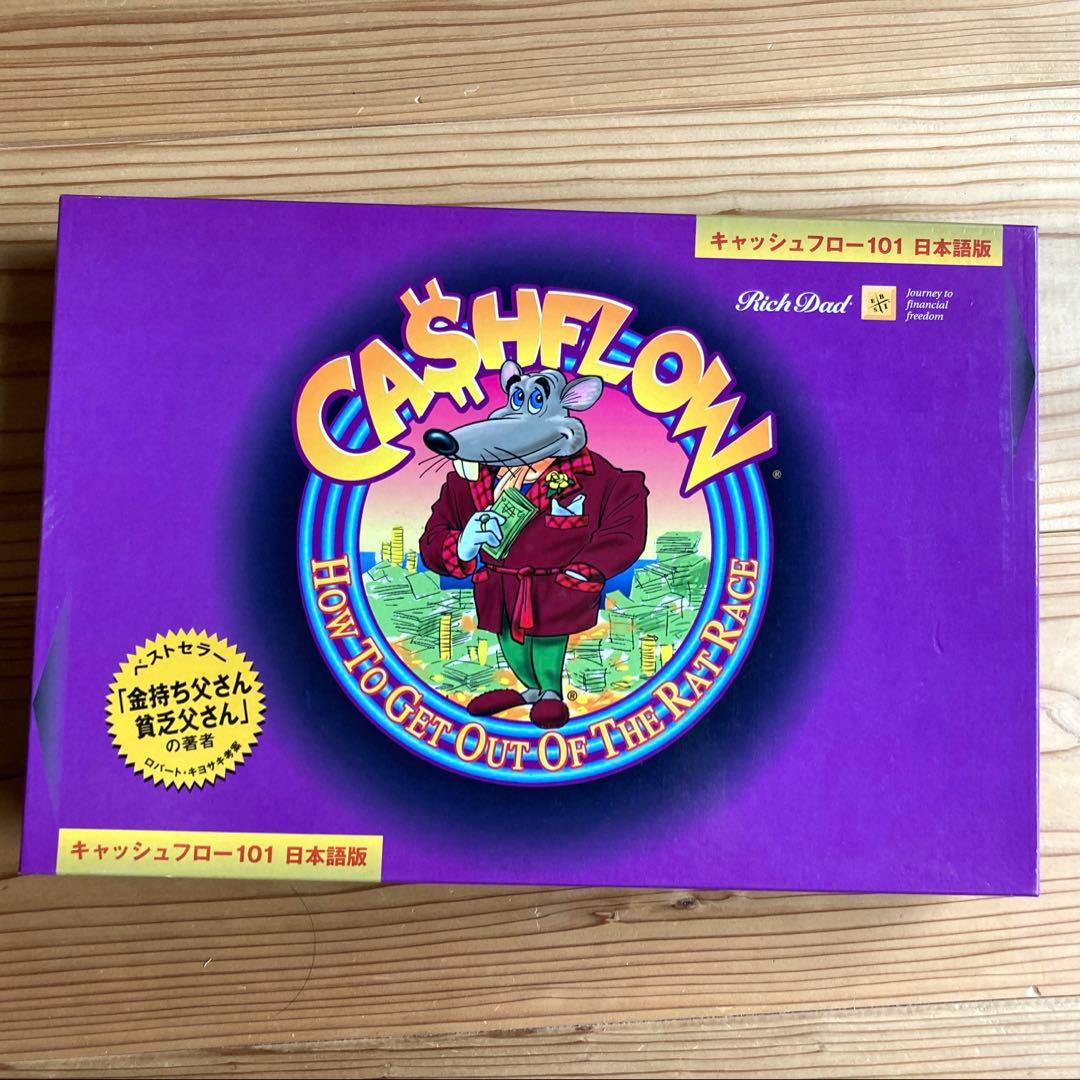 キャッシュフロー101 日本語版
Rich Dad
E B S I
Journey to
financial
freedom
CA$HFLOW®
HOW TO GET OUT OF THE RAT RACE
®
ベストセラー
「金持ち父さん
貧乏父さん」
の著者
ロバート・キヨサキ考案
キャッシュフロー101 日本語版